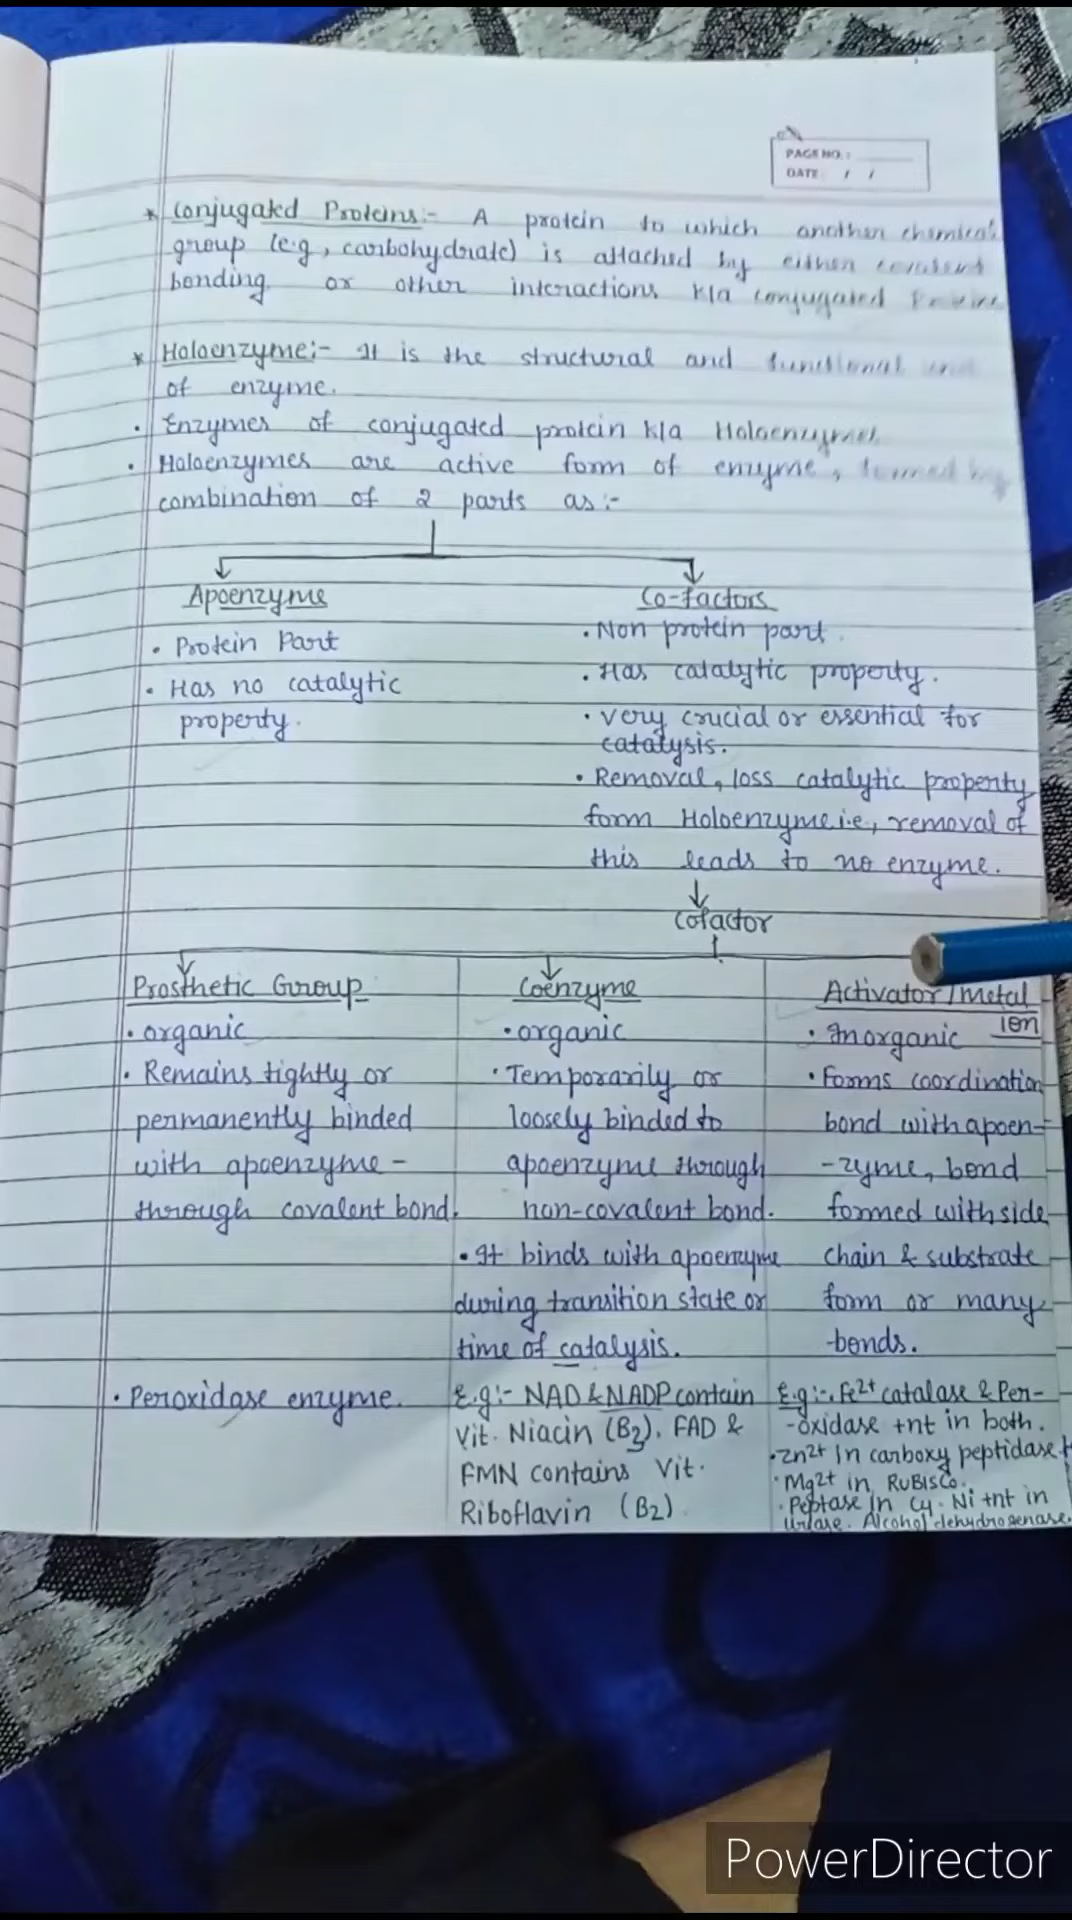 PAGE NO.:
DATE: / /
* Conjugated Proteins:- A protein to which another chemical
group (e.g, carbohydrate) is attached by either covalent
bonding or other interactions k/a conjugated
* Holoenzyme:- It is the structural and functional unit
of enzyme.
• Enzymes of conjugated protein k/a Holoenzymes
• Holoenzymes are active form of enzyme, formed by
combination of 2 parts as:-
Apoenzyme
Co-factors
• Protein Part
• Has no catalytic
property.
• Non protein part.
• Has catalytic property.
• very crucial or essential for
catalysis.
• Removal, loss catalytic property
form Holoenzyme i.e., removal of
this leads to no enzyme.
Cofactor
Prosthetic Group
• organic
• Remains tightly or
permanently binded
with apoenzyme -
through covalent bond.
• Peroxidase enzyme.
Coenzyme
• organic
• Temporarily or
loosely binded to
apoenzyme through
non-covalent bond.
• It binds with apoenzyme
during transition state or
time of catalysis.
E.g:- NAD & NADP contain
Vit. Niacin (B2). FAD &
FMN contains Vit.
Riboflavin (B2)
Activator/Metal
ion
• Inorganic
• Forms coordination
bond with apoen-
-zyme, bond
formed with side
chain & substrate
form or many
-bonds.
E.g:-. Fe2+ catalase & Per-
-oxidase +nt in both.
• Zn2+ In carboxy peptidase +
• Mg2+ in RUBISCO.
• Peptase in Cy. Ni +nt in
Urease. Alcohol dehydrogenase.
PowerDirector